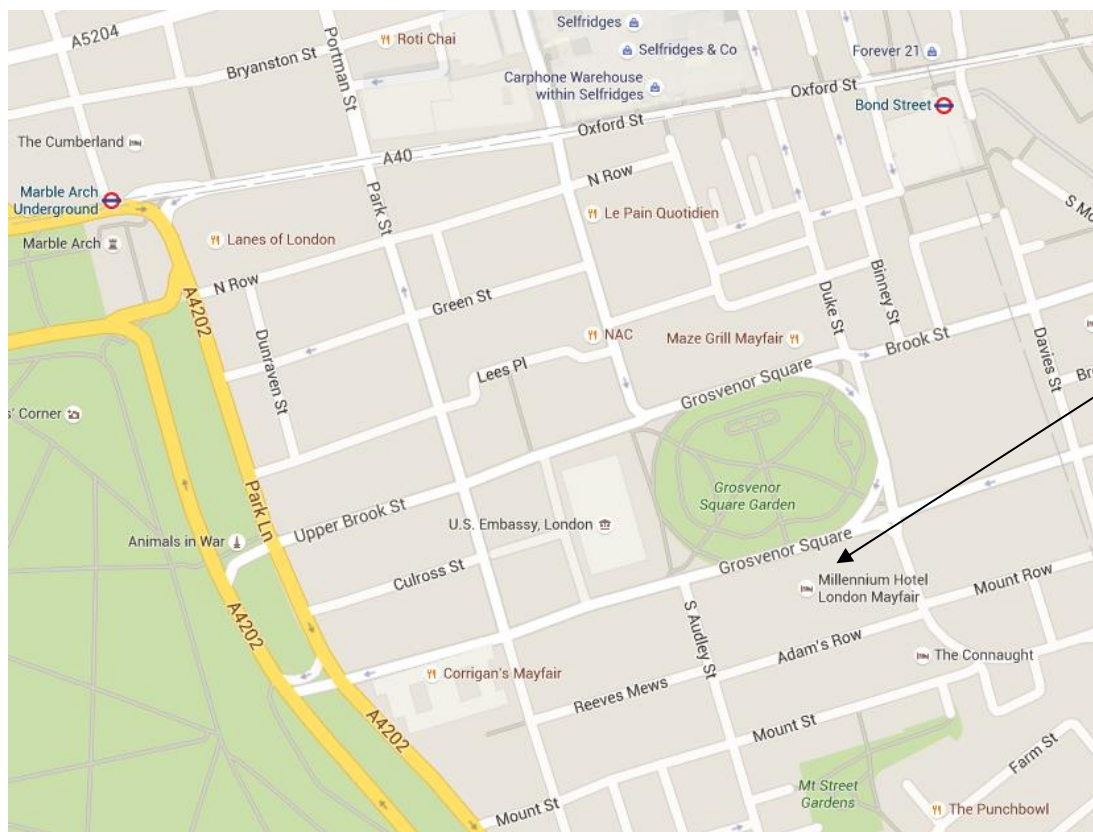 A5204
Bryanston St
Portman St
Roti Chai
Selfridges
Selfridges & Co
Carphone Warehouse
within Selfridges
Forever 21
Bond Street
Oxford St
Oxford St
A40
The Cumberland
Marble Arch
Underground
Marble Arch
Lanes of London
Park St
N Row
Le Pain Quotidien
S Mo
N Row
A4202
Green St
Dunraven St
NAC
Maze Grill Mayfair
Duke St
Binney St
Brook St
Davies St
Br
Lees Pl
Grosvenor Square
s' Corner
Grosvenor
Square Garden
Park Ln
Upper Brook St
U.S. Embassy, London
Animals in War
Culross St
Grosvenor Square
Millennium Hotel
London Mayfair
Mount Row
A4202
S Audley St
Adam's Row
The Connaught
Corrigan's Mayfair
Reeves Mews
A4202
Mount St
Farm St
Mt Street
Gardens
Mount St
The Punchbowl